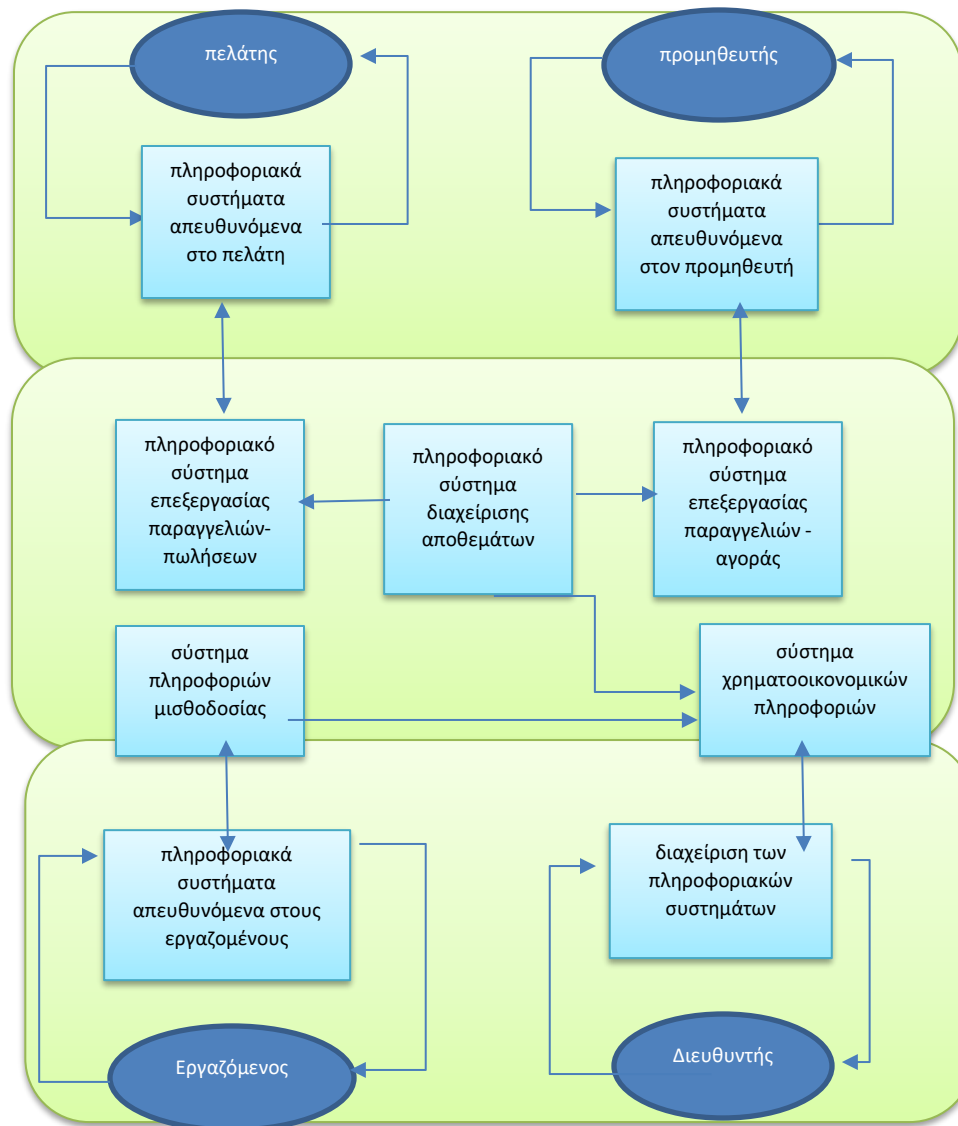 πελάτης
προμηθευτής
πληροφοριακά
συστήματα
απευθυνόμενα
στο πελάτη
πληροφοριακά
συστήματα
απευθυνόμενα
στον προμηθευτή
πληροφοριακό
σύστημα
επεξεργασίας
παραγγελιών-
πωλήσεων
πληροφοριακό
σύστημα
διαχείρισης
αποθεμάτων
πληροφοριακό
σύστημα
επεξεργασίας
παραγγελιών -
αγοράς
σύστημα
πληροφοριών
μισθοδοσίας
σύστημα
χρηματοοικονομικών
πληροφοριών
πληροφοριακά
συστήματα
απευθυνόμενα στους
εργαζομένους
διαχείριση των
πληροφοριακών
συστημάτων
Εργαζόμενος
Διευθυντής